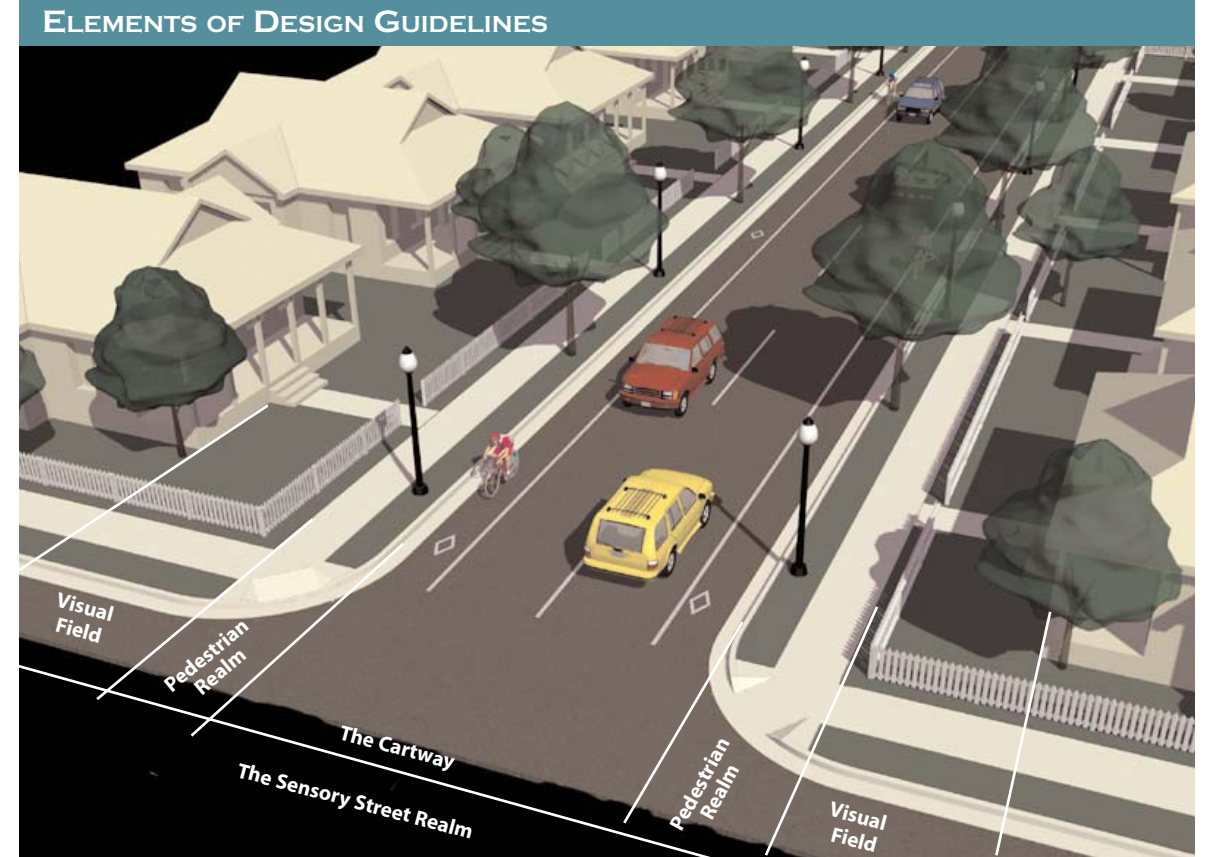 ELEMENTS OF DESIGN GUIDELINES
Visual
Field
Pedestrian
Realm
The Cartway
The Sensory Street Realm
Pedestrian
Realm
Visual
Field